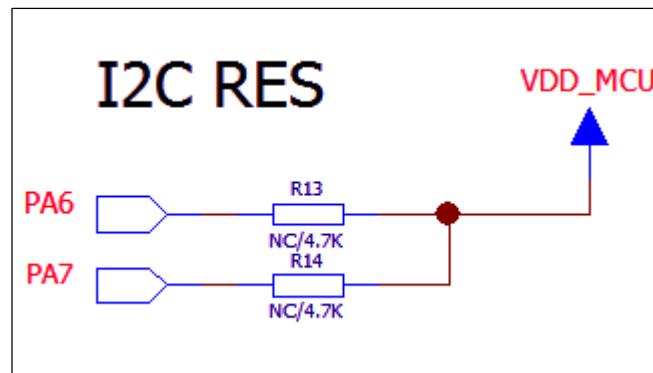 I2C RES
VDD_MCU
R13
PA6
NC/4.7K
R14
PA7
NC/4.7K